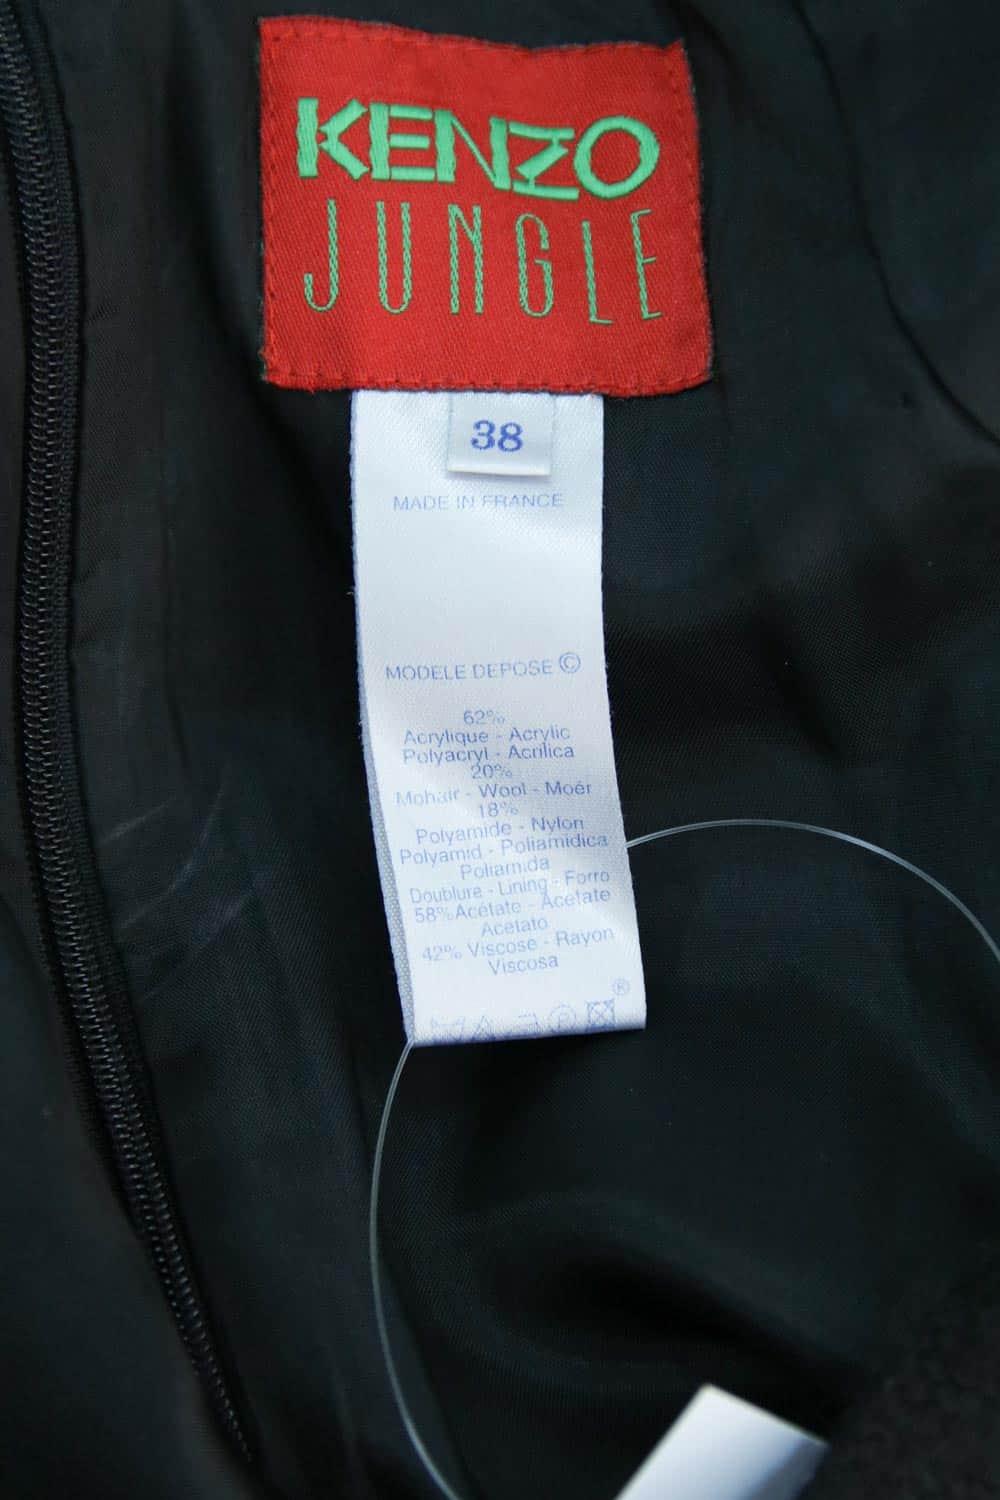 KENZO
JUNGLE
38
MADE IN FRANCE
MODELE DEPOSE ©
62%
Acrylique - Acrylic
Polyacryl - Acrilica
20%
Mohair - Wool - Moér
18%
Polyamide - Nylon
Polyamid - Poliamidica
Poliamida
Doublure - Lining - Forro
58% Acétate - Acetate
Acetato
42% Viscose - Rayon
Viscosa
®